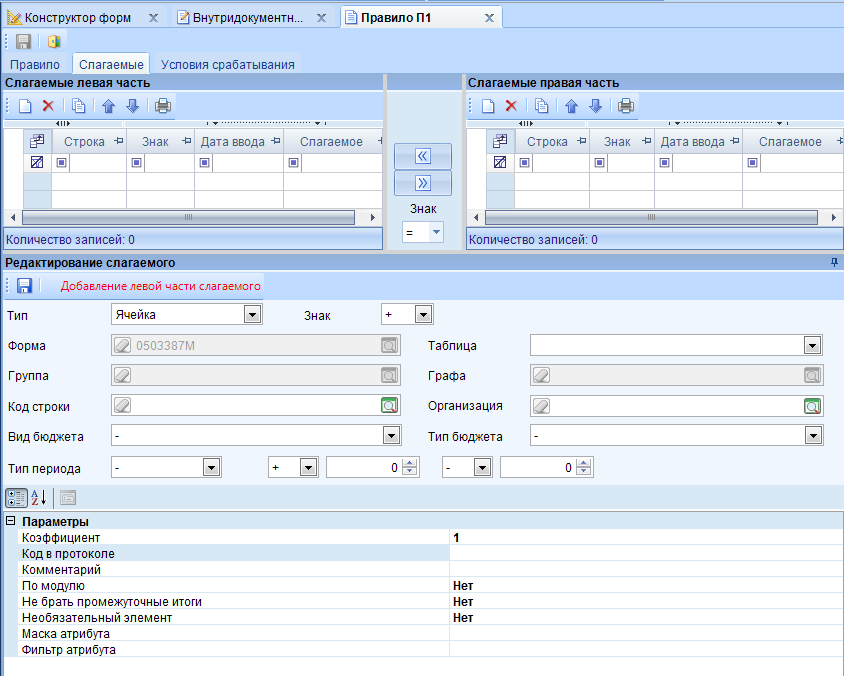 Конструктор форм Внутридокументн... Правило П1
Правило Слагаемые Условия срабатывания
Слагаемые левая часть Слагаемые правая часть
Строка Знак Дата ввода Слагаемое Строка Знак Дата ввода Слагаемое
Знак
=
Количество записей: 0 Количество записей: 0
Редактирование слагаемого
Добавление левой части слагаемого
Тип Ячейка Знак +
Форма 0503387М Таблица
Группа Графа
Код строки Организация
Вид бюджета - Тип бюджета -
Тип периода - + 0 - 0
Параметры
Коэффициент 1
Код в протоколе
Комментарий
По модулю Нет
Не брать промежуточные итоги Нет
Необязательный элемент Нет
Маска атрибута
Фильтр атрибута